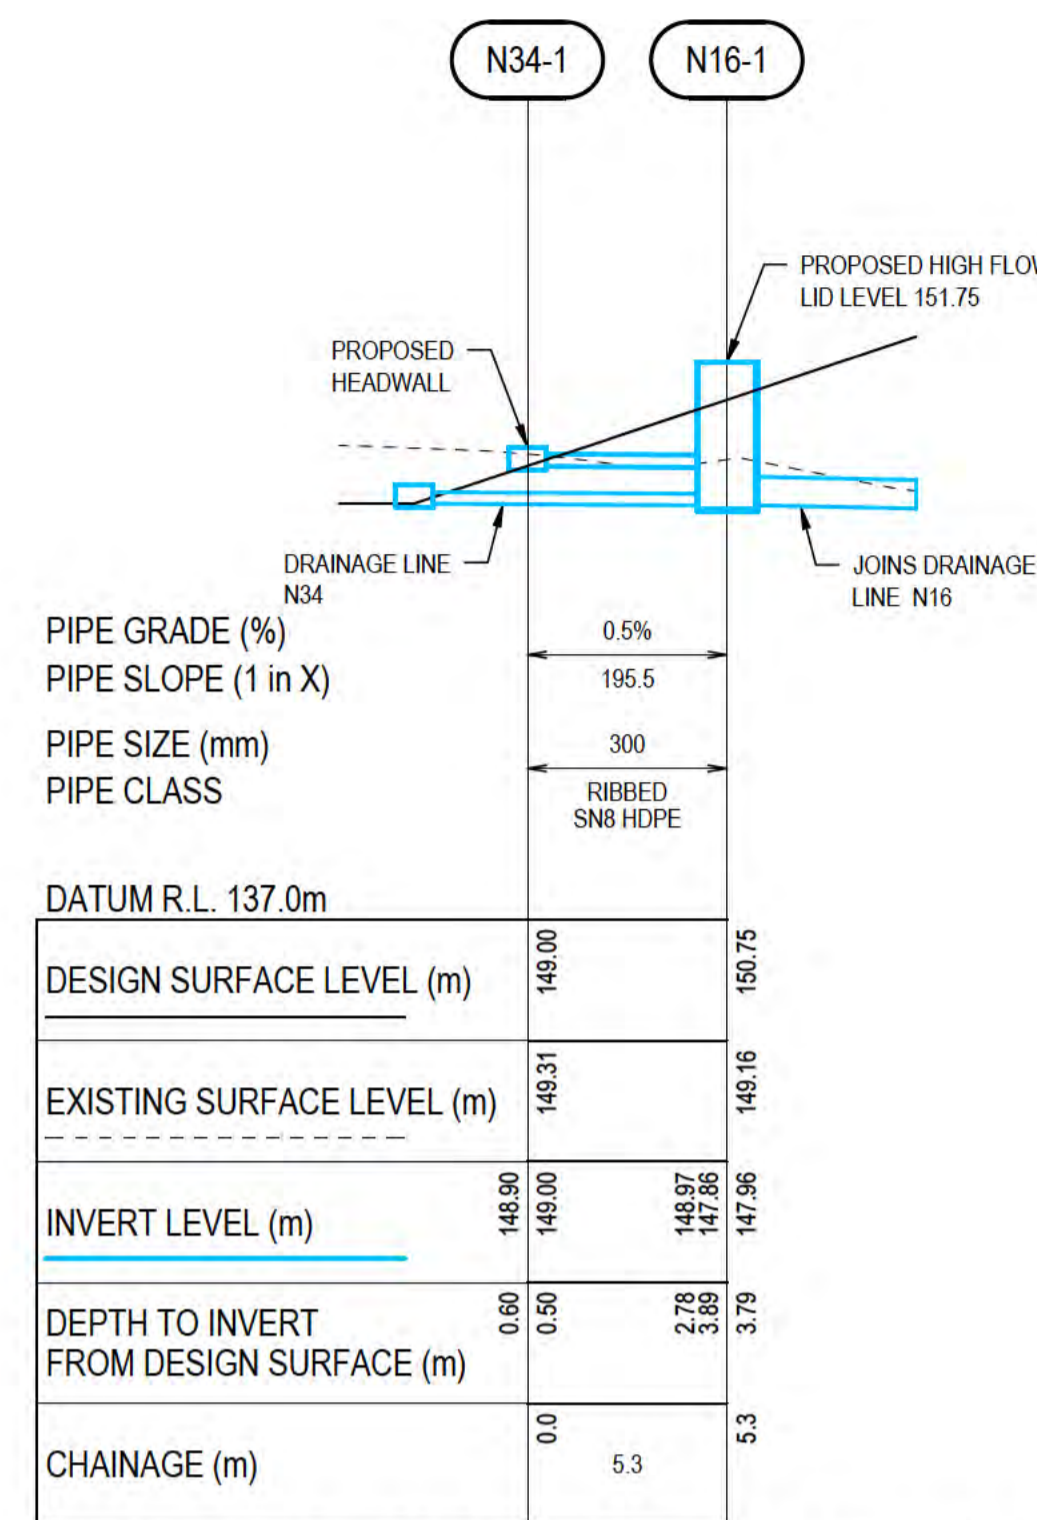 N34-1
N16-1
PROPOSED HIGH
LID LEVEL 151.75
PROPOSED
HEADWALL
DRAINAGE LINE
N34
JOINS DRAINAGE
LINE N16
PIPE GRADE (%)
0.5%
PIPE SLOPE (1 in X)
195.5
PIPE SIZE (mm)
300
PIPE CLASS
RIBBED
SN8 HDPE
DATUM R.L. 137.0m
DESIGN SURFACE LEVEL (m)
149.00
150.75
EXISTING SURFACE LEVEL (m)
149.31
149.16
INVERT LEVEL (m)
148.90
149.00
148.97
147.86
147.96
DEPTH TO INVERT
FROM DESIGN SURFACE (m)
0.60
0.50
2.78
3.89
3.79
CHAINAGE (m)
0.0
5.3
5.3